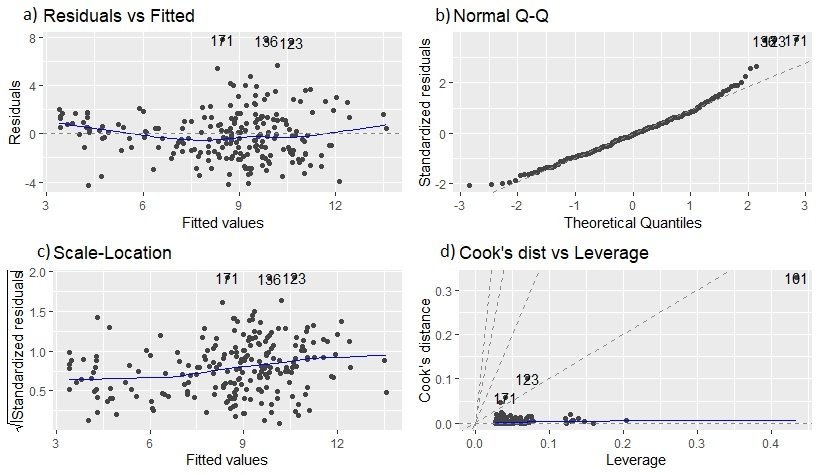 a) Residuals vs Fitted
171 136 123
8
4
0
-4
Residuals
3 6 9 12
Fitted values
b) Normal Q-Q
171
2
0
-2
Standardized residuals
-3 -2 -1 0 1 2 3
Theoretical Quantiles
c) Scale-Location
171 136 123
2.0
1.5
1.0
0.5
√|Standardized residuals|
3 6 9 12
Fitted values
d) Cook's dist vs Leverage
0.3
0.2
0.1
0.0
Cook's distance
123
171
0.0 0.1 0.2 0.3 0.4
Leverage